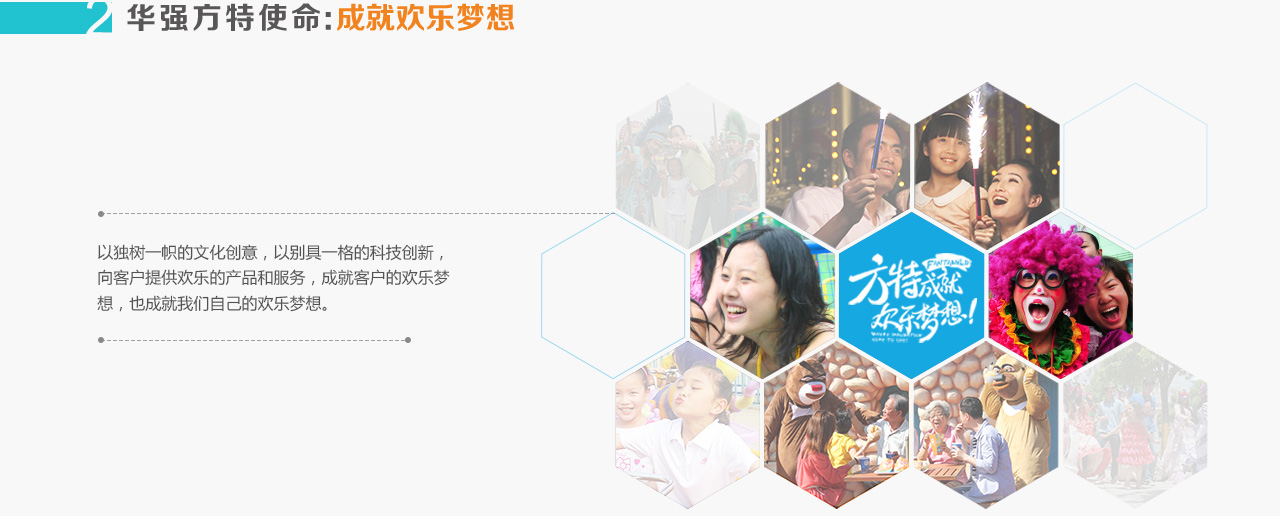 2 华强方特使命:成就欢乐梦想
以独树一帜的文化创意，以别具一格的科技创新，
向客户提供欢乐的产品和服务，成就客户的欢乐梦
想，也成就我们自己的欢乐梦想。
FANTAWILD
方特成就
欢乐梦想!